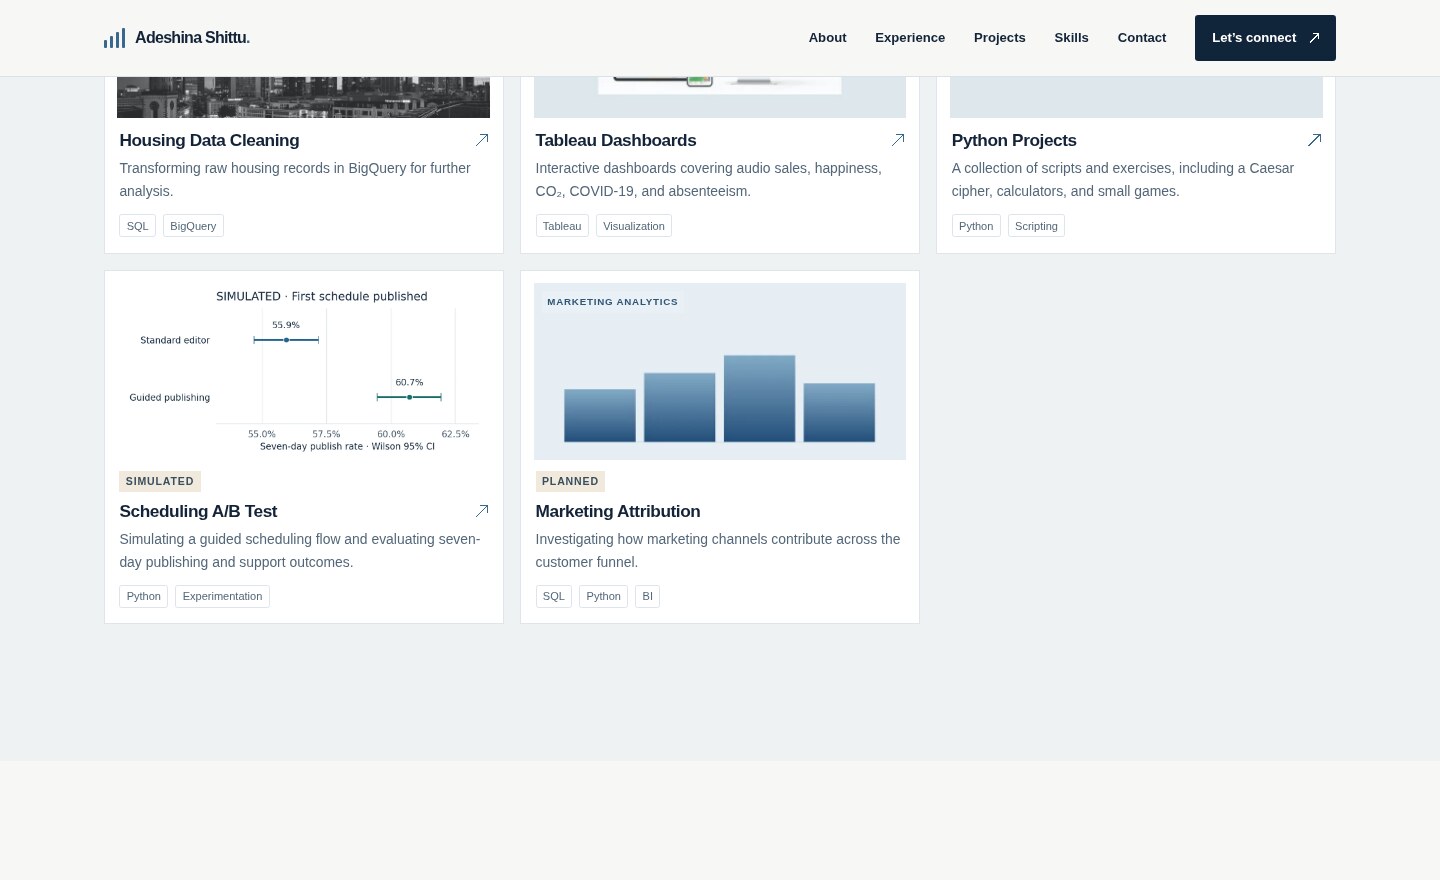 Adeshina Shittu.
About
Experience
Projects
Skills
Contact
Let's connect
Housing Data Cleaning
Transforming raw housing records in BigQuery for further
analysis.
SQL
BigQuery
Tableau Dashboards
Interactive dashboards covering audio sales, happiness,
CO₂, COVID-19, and absenteeism.
Tableau
Visualization
Python Projects
A collection of scripts and exercises, including a Caesar
cipher, calculators, and small games.
Python
Scripting
SIMULATED · First schedule published
55.9%
Standard editor
60.7%
Guided publishing
55.0% 57.5% 60.0% 62.5%
Seven-day publish rate · Wilson 95% CI
SIMULATED
Scheduling A/B Test
Simulating a guided scheduling flow and evaluating seven-
day publishing and support outcomes.
Python
Experimentation
MARKETING ANALYTICS
PLANNED
Marketing Attribution
Investigating how marketing channels contribute across the
customer funnel.
SQL
Python
BI